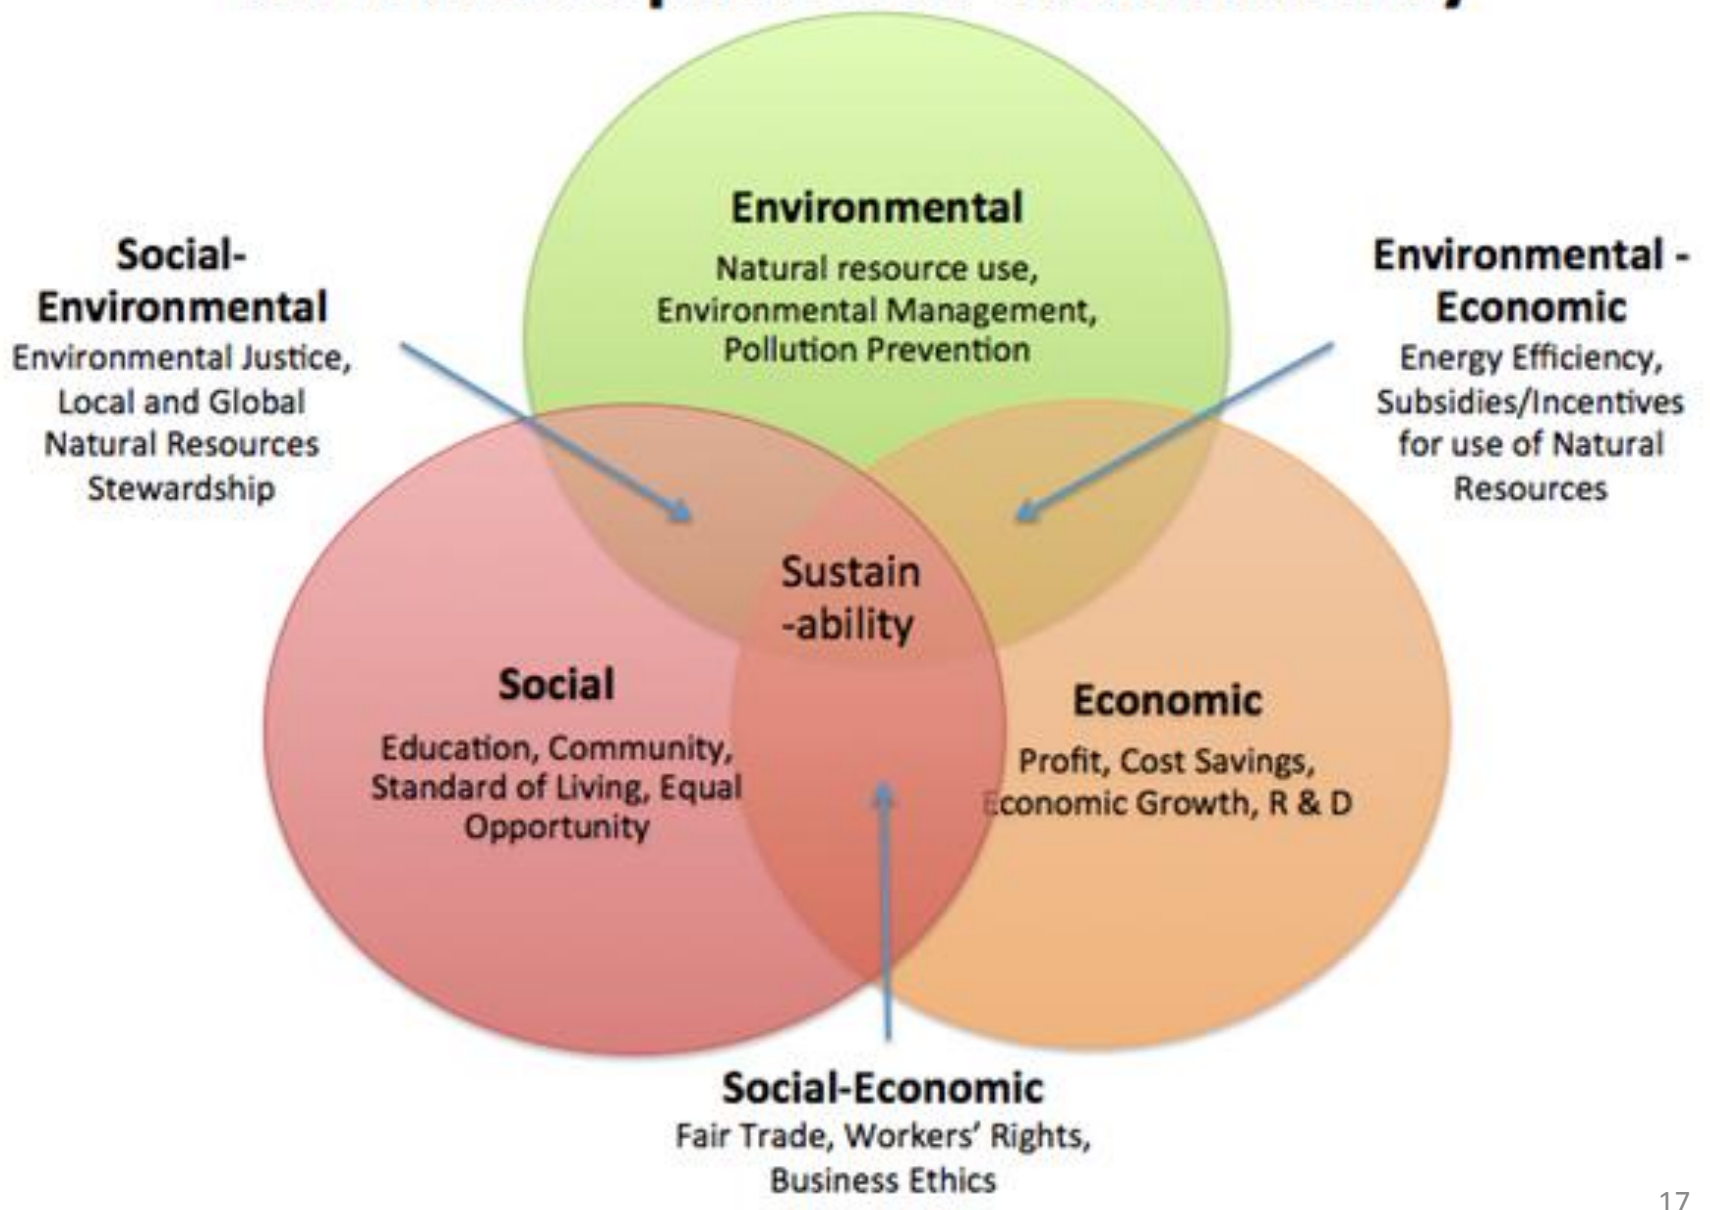 Environmental
Natural resource use,
Environmental Management,
Pollution Prevention
Social-
Environmental
Environmental Justice,
Local and Global
Natural Resources
Stewardship
Environmental -
Economic
Energy Efficiency,
Subsidies/Incentives
for use of Natural
Resources
Sustain
-ability
Social
Education, Community,
Standard of Living, Equal
Opportunity
Economic
Profit, Cost Savings,
Economic Growth, R & D
Social-Economic
Fair Trade, Workers’ Rights,
Business Ethics
17